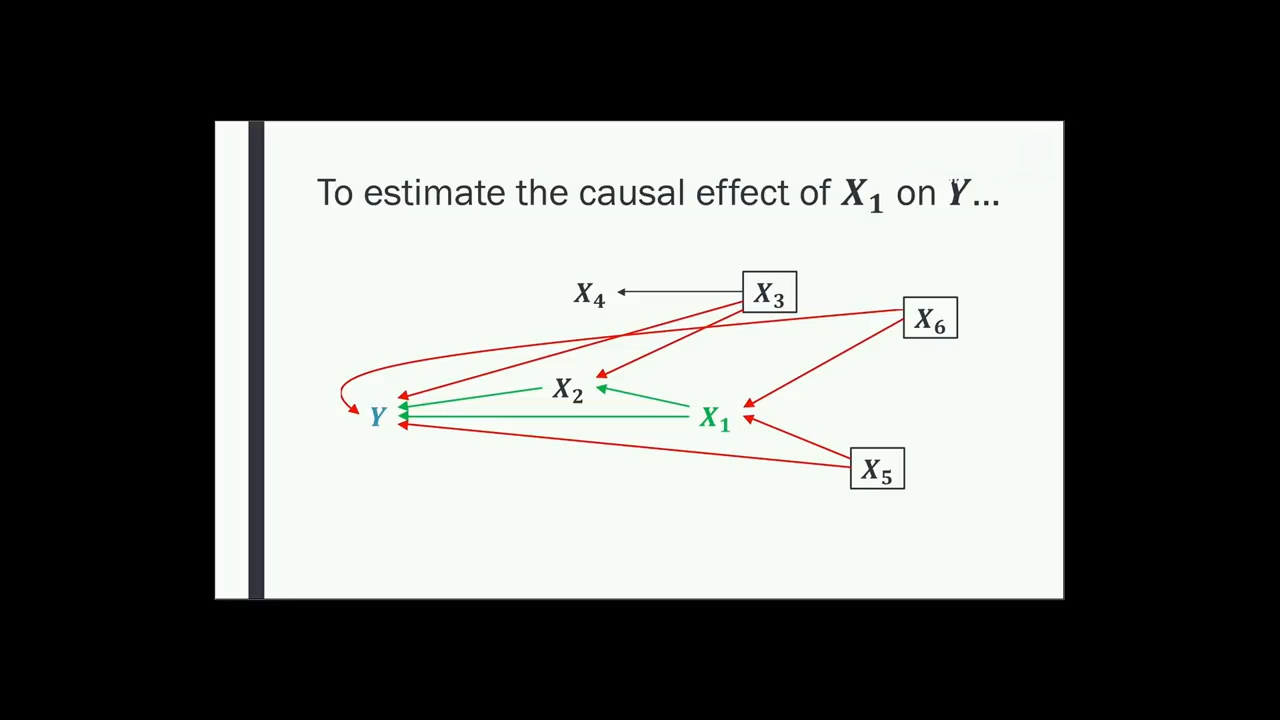 To estimate the causal effect of X₁ on Y...
X₄
X₃
X₆
X₂
Y
X₁
X₅